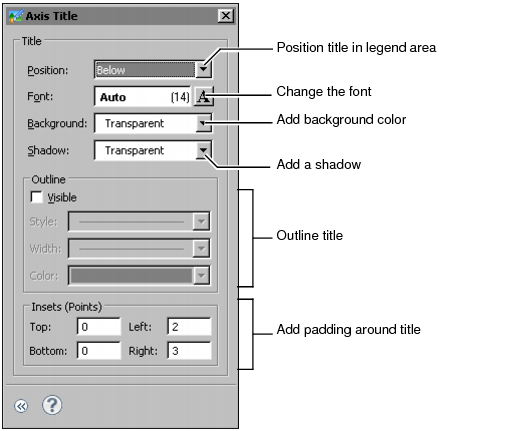 Axis Title
Title
Position: Below
Position title in legend area
Font: Auto (14) A
Change the font
Background: Transparent
Add background color
Shadow: Transparent
Add a shadow
Outline
Visible
Style:
Width:
Color:
Outline title
Insets (Points)
Top: 0 Left: 2
Bottom: 0 Right: 3
Add padding around title